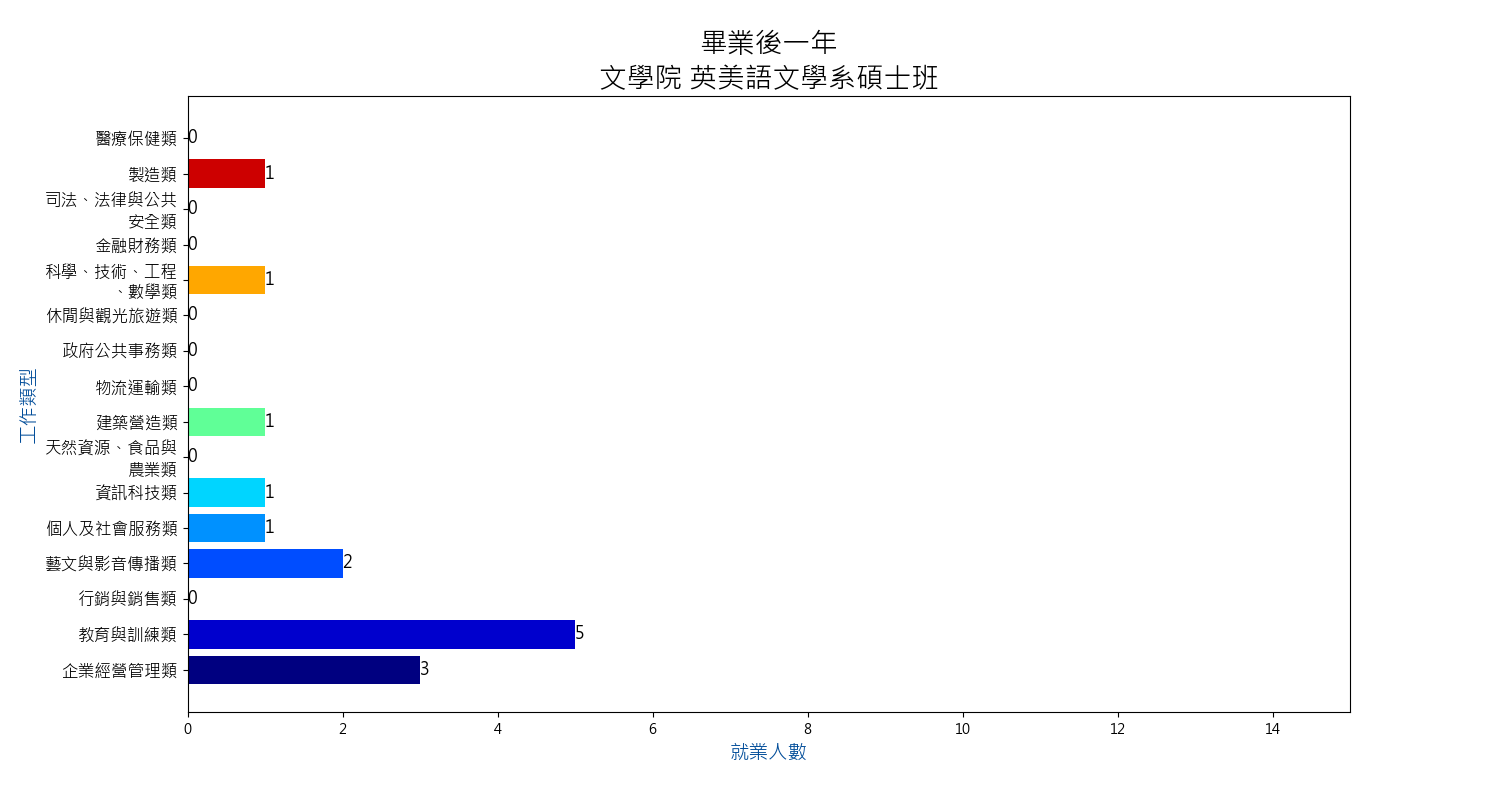 畢業後一年
文學院 英美語文學系碩士班
醫療保健類
0
製造類
1
司法、法律與公共
安全類
0
金融財務類
0
科學、技術、工程
、數學類
1
休閒與觀光旅遊類
0
政府公共事務類
0
物流運輸類
0
建築營造類
1
天然資源、食品與
農業類
0
資訊科技類
1
個人及社會服務類
1
藝文與影音傳播類
2
行銷與銷售類
0
教育與訓練類
5
企業經營管理類
3
工作類型
0 2 4 6 8 10 12 14
就業人數